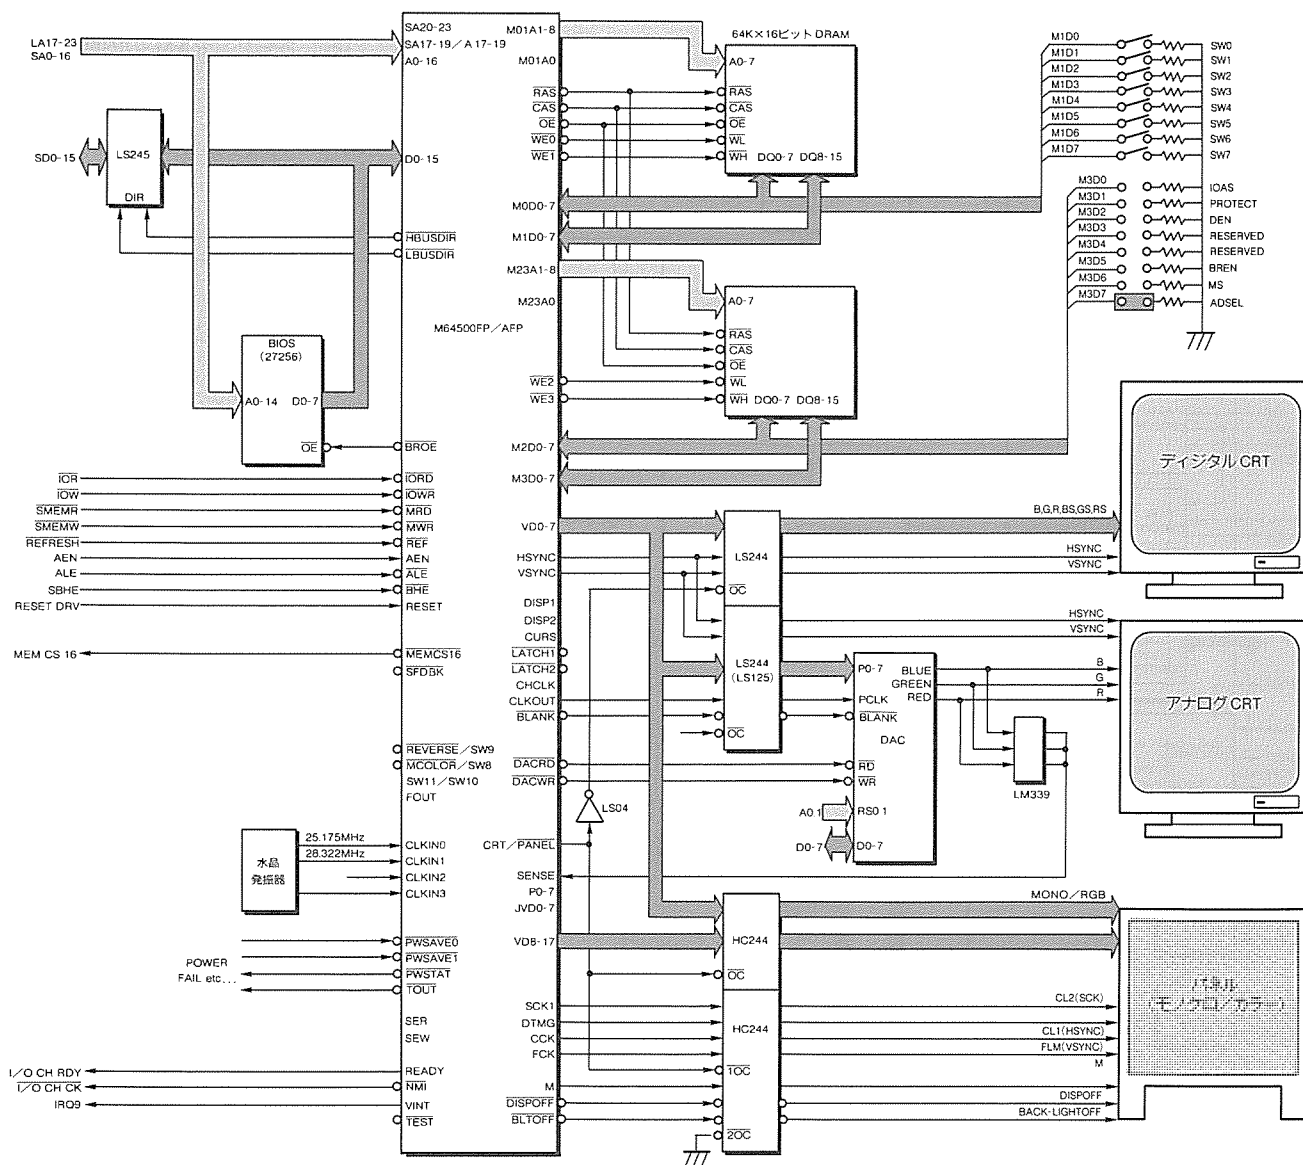 LA17-23
SA0-16
SD0-15
LS245
DIR
BIOS
(27256)
A0-14
D0-7
OE
IOR
IOW
SMEMR
SMEMW
REFRESH
AEN
ALE
SBHE
RESET DRV
MEM CS 16
水晶
発振器
25.175MHz
28.322MHz
POWER
FAIL etc...
I/O CH RDY
I/O CH CK
IRQ9
SA20-23
SA17-19/A17-19
A0-16
D0-15
HBUSDIR
LBUSDIR
M64500FP/AFP
BROE
IORD
IOWR
MRD
MWR
REF
AEN
ALE
BHE
RESET
MEMCS16
SFDBK
REVERSE/SW9
MCOLOR/SW8
SW11/SW10
FOUT
CLKIN0
CLKIN1
CLKIN2
CLKIN3
PWSAVE0
PWSAVE1
PWSTAT
TOUT
SER
SEW
READY
NMI
VINT
TEST
M01A1-8
M01A0
RAS
CAS
OE
WE0
WE1
M0D0-7
M1D0-7
M23A1-8
M23A0
WE2
WE3
M2D0-7
M3D0-7
VD0-7
HSYNC
VSYNC
DISP1
DISP2
CURS
LATCH1
LATCH2
CHCLK
CLKOUT
BLANK
DACRD
DACWR
CRT/PANEL
SENSE
P0-7
JVD0-7
VD8-17
SCK1
DTMG
CCK
FCK
M
DISPOFF
BLTOFF
64K×16ビットDRAM
A0-7
RAS
CAS
OE
WL
WH
DQ0-7 DQ8-15
A0-7
RAS
CAS
OE
WL
WH
DQ0-7 DQ8-15
LS244
OC
LS244
(LS125)
OC
LS04
P0-7
BLUE
GREEN
RED
PCLK
BLANK
DAC
RD
WR
A0.1
RS0.1
D0-7
D0-7
LM339
HC244
OC
HC244
1OC
2OC
M1D0
SW0
M1D1
SW1
M1D2
SW2
M1D3
SW3
M1D4
SW4
M1D5
SW5
M1D6
SW6
M1D7
SW7
M3D0
IOAS
M3D1
PROTECT
M3D2
DEN
M3D3
RESERVED
M3D4
RESERVED
M3D5
BREN
M3D6
MS
M3D7
ADSEL
B,G,R,BS,GS,RS
HSYNC
VSYNC
ディジタルCRT
HSYNC
VSYNC
B
G
R
アナログCRT
MONO/RGB
CL2(SCK)
CL1(HSYNC)
FLM(VSYNC)
M
DISPOFF
BACK-LIGHTOFF
パネル
(モノクロ/カラー)